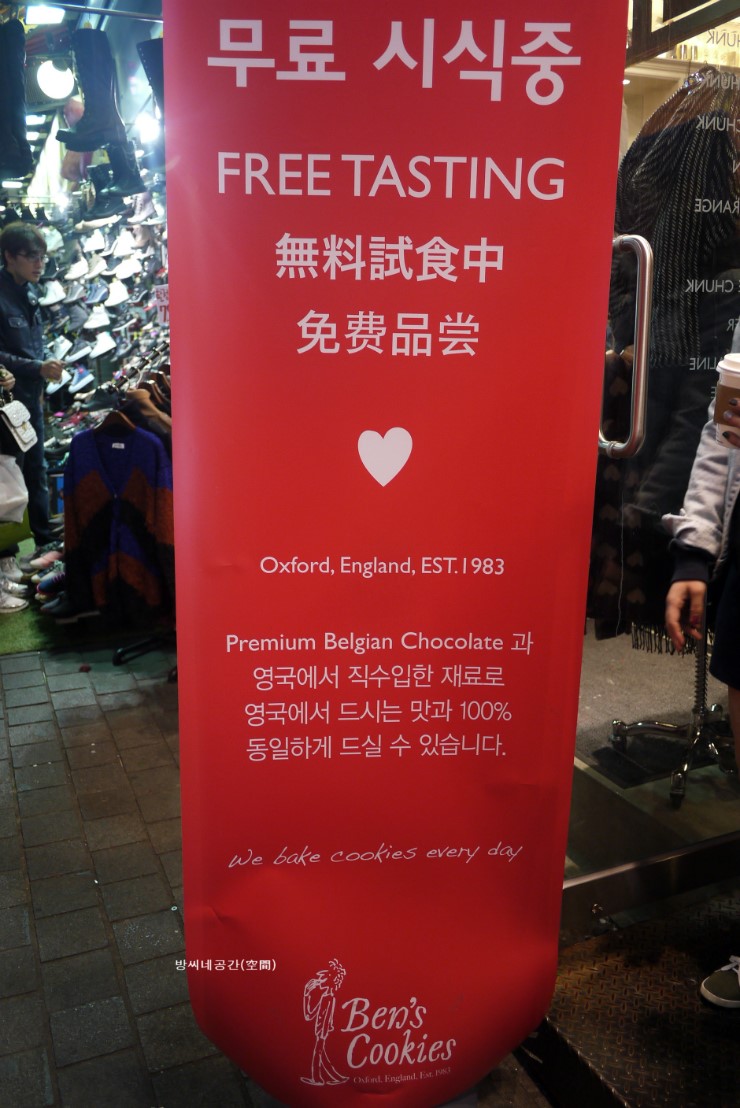 무료 시식중
FREE TASTING
無料試食中
免费品尝
Oxford, England, EST.1983
Premium Belgian Chocolate 과
영국에서 직수입한 재료로
영국에서 드시는 맛과 100%
동일하게 드실 수 있습니다.
We bake cookies every day
방씨네공간(空間)
Ben's
Cookies
Oxford, England, Est. 1983
CHUNK
CHUNK
CHUNK